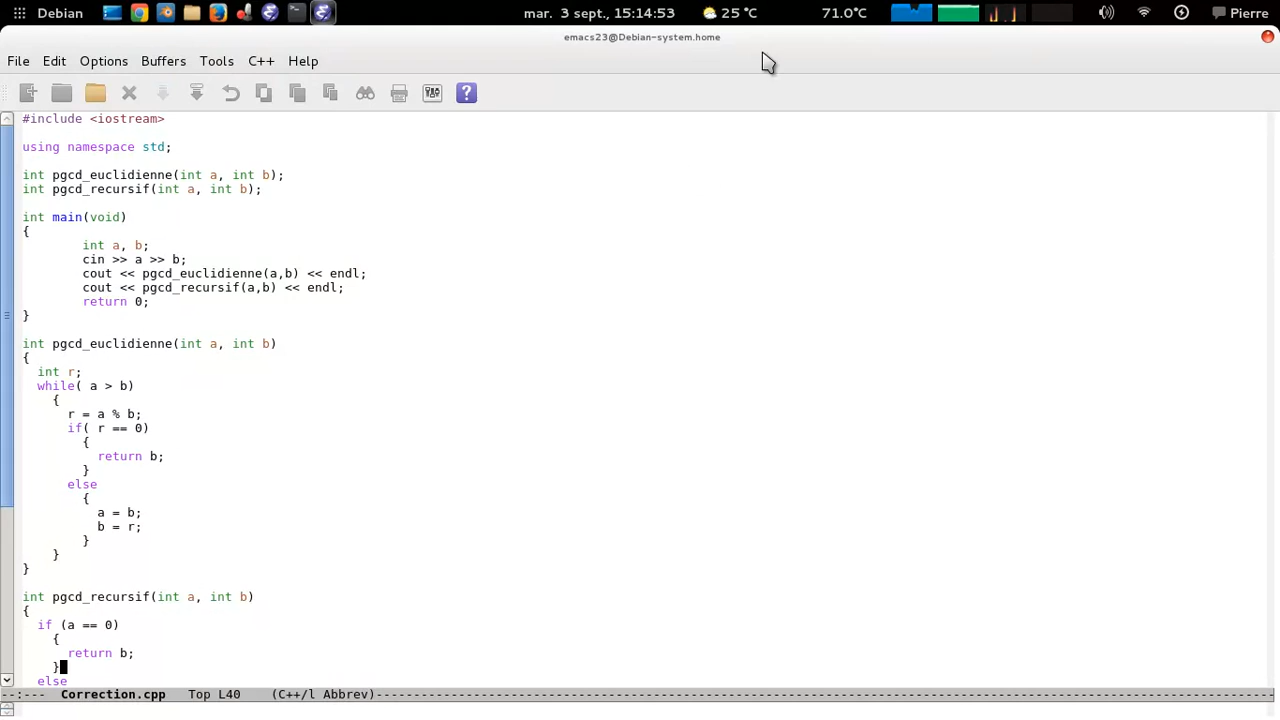 Debian mar. 3 sept., 15:14:53 25 °C 71.0°C Pierre
emacs23@Debian-system.home
File Edit Options Buffers Tools C++ Help
#include <iostream>
using namespace std;
int pgcd_euclidienne(int a, int b);
int pgcd_recursif(int a, int b);
int main(void)
{
int a, b;
cin >> a >> b;
cout << pgcd_euclidienne(a,b) << endl;
cout << pgcd_recursif(a,b) << endl;
return 0;
}
int pgcd_euclidienne(int a, int b)
{
int r;
while( a > b)
{
r = a % b;
if( r == 0)
{
return b;
}
else
{
a = b;
b = r;
}
}
}
int pgcd_recursif(int a, int b)
{
if (a == 0)
{
return b;
}
else
--:--- Correction.cpp Top L40 (C++/l Abbrev)--------------------------------